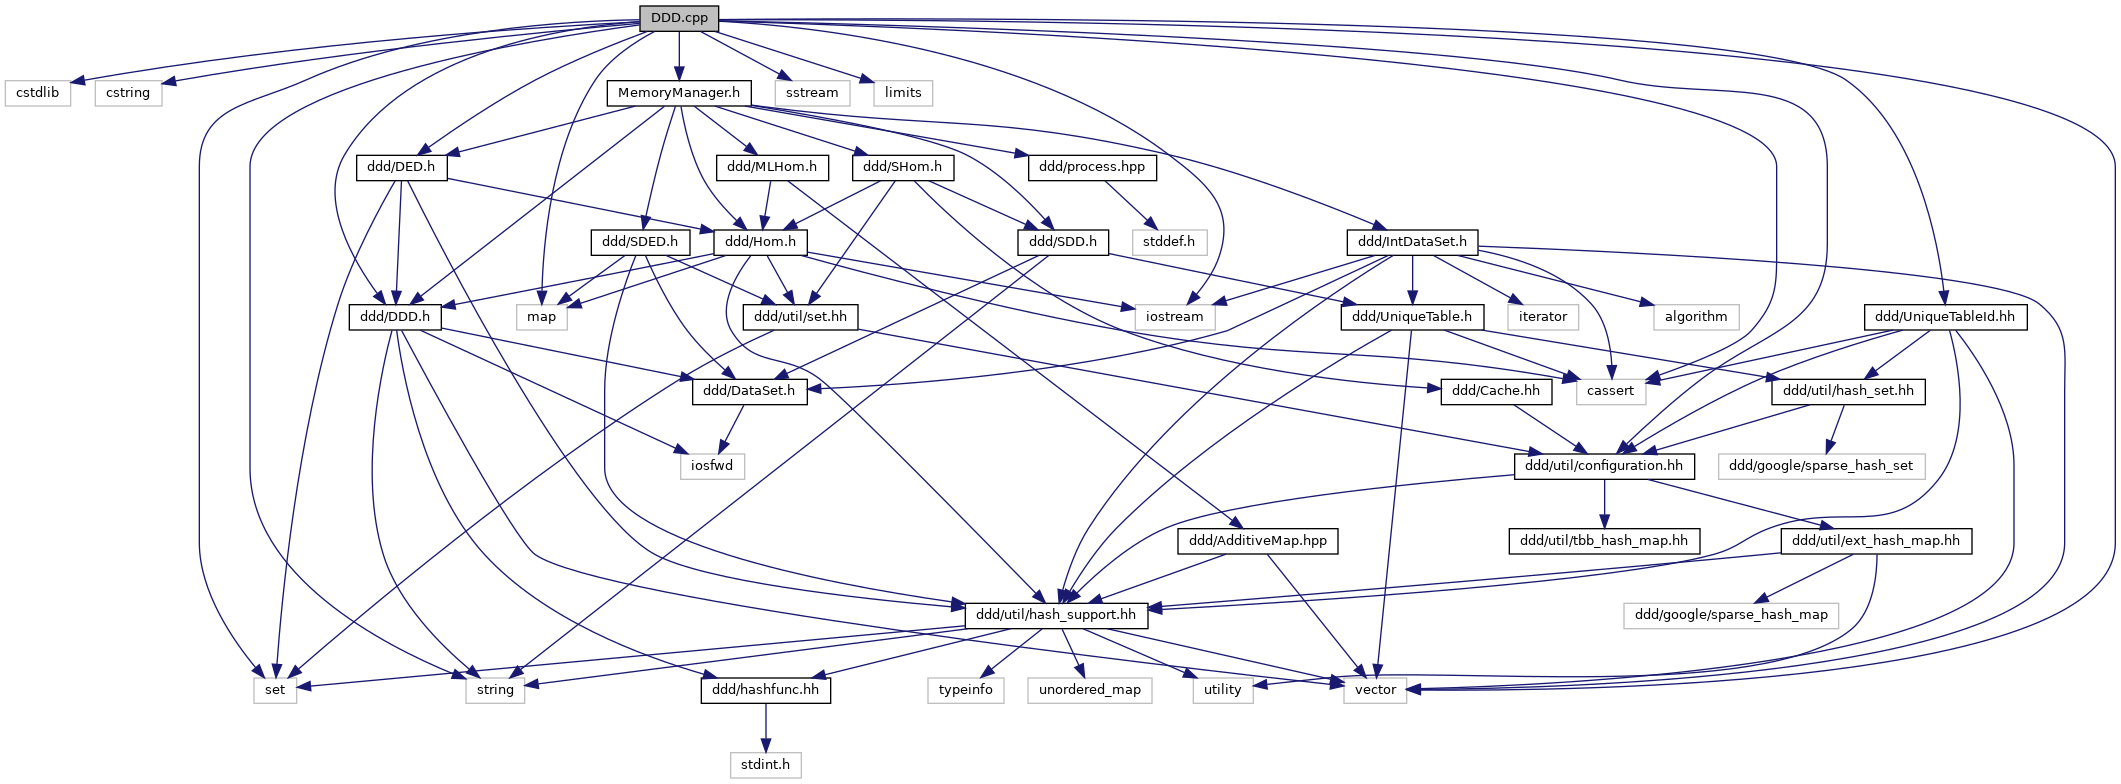 DDD.cpp
cstdlib
cstring
MemoryManager.h
sstream
limits
ddd/DED.h
ddd/MLHom.h
ddd/SHom.h
ddd/process.hpp
ddd/SDED.h
ddd/Hom.h
ddd/SDD.h
stddef.h
ddd/IntDataSet.h
ddd/DDD.h
map
ddd/util/set.hh
iostream
ddd/UniqueTable.h
iterator
algorithm
ddd/UniqueTableId.hh
ddd/DataSet.h
ddd/Cache.hh
cassert
ddd/util/hash_set.hh
iosfwd
ddd/util/configuration.hh
ddd/google/sparse_hash_set
ddd/AdditiveMap.hpp
ddd/util/tbb_hash_map.hh
ddd/util/ext_hash_map.hh
ddd/util/hash_support.hh
ddd/google/sparse_hash_map
set
string
ddd/hashfunc.hh
typeinfo
unordered_map
utility
vector
stdint.h